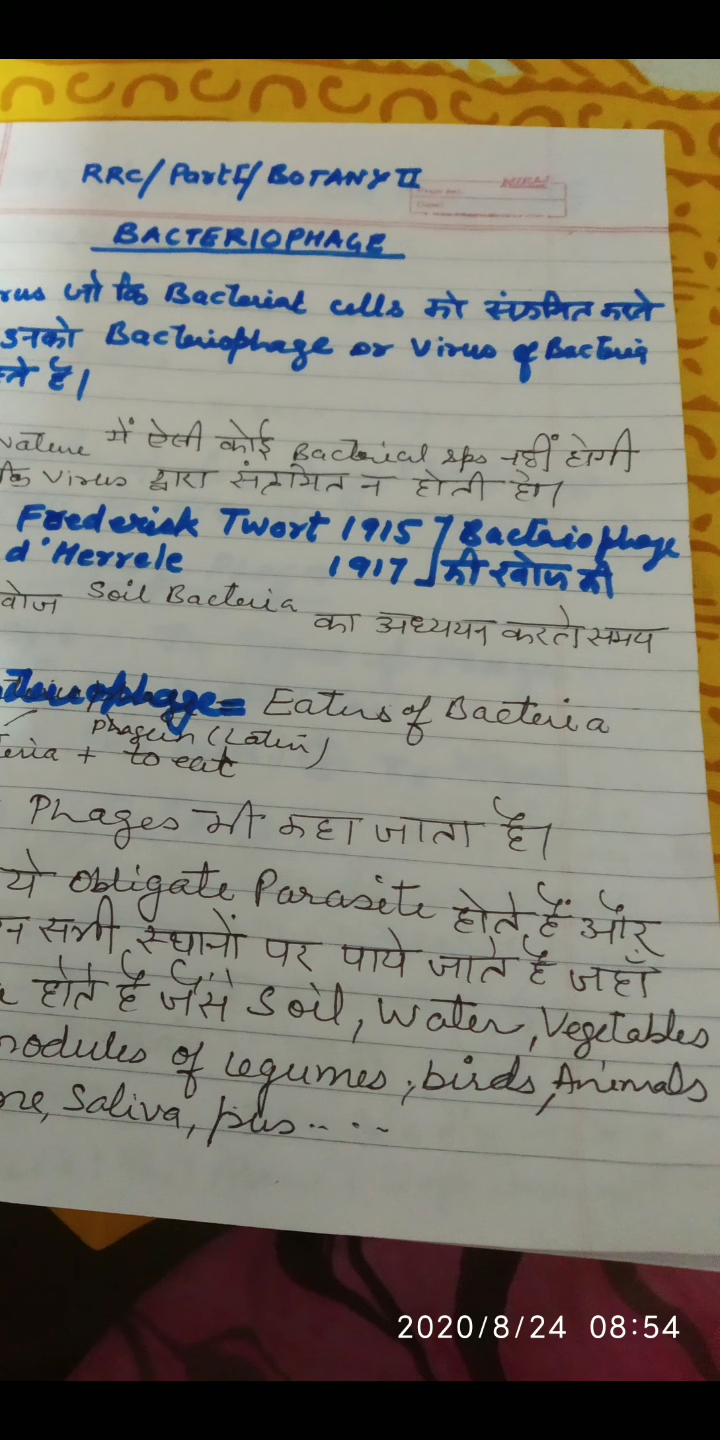 RRC/Part I/BOTANY II
BACTERIOPHAGE
rus जो कि Bacterial cells को संक्रमित करते
इनको Bacteriophage or Virus of Bacteria
ते है।
Nature में ऐसी कोई Bacterial sps नहीं होगी
कि Virus द्वारा संक्रमित न होती हो।
Frederick Twort 1915 ] Bacteriophage
d'Herrele 1917 ] की खोज की
खोज Soil Bacteria का अध्ययन करते समय
teriophage = Eaters of Bacteria
phagein (Latin)
teria + to eat
Phages भी कहा जाता है।
ये Obligate Parasite होते हैं और
न सभी स्थानों पर पाये जाते हैं जहाँ
होते हैं जैसे Soil, Water, Vegetables
nodules of legumes, birds, Animals
ne, Saliva, pus.. ..
2020/8/24 08:54